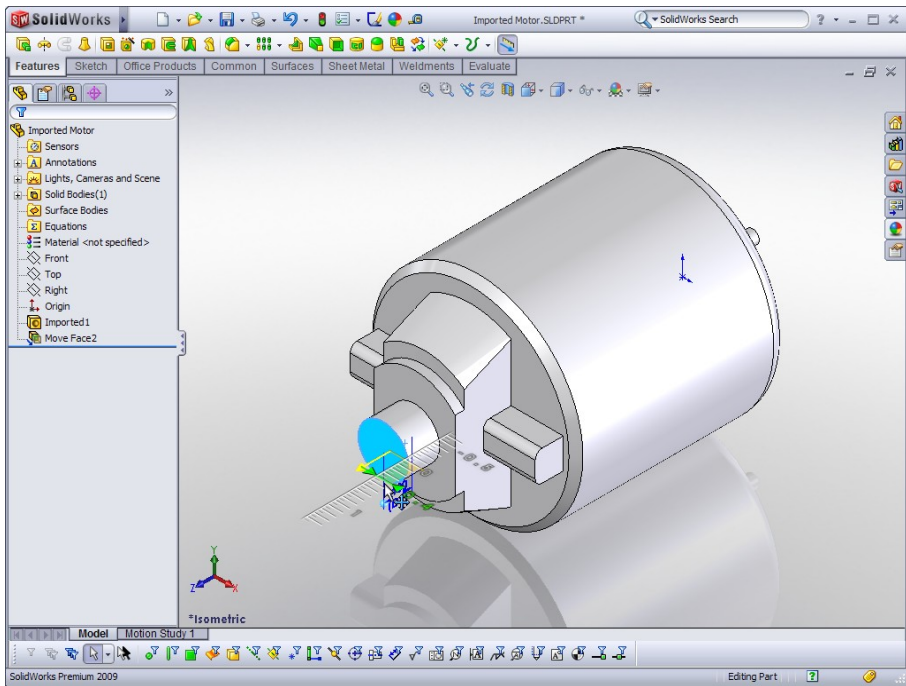 SolidWorks
Imported Motor.SLDPRT *
SolidWorks Search
Features Sketch Office Products Common Surfaces Sheet Metal Weldments Evaluate
Imported Motor
Sensors
Annotations
Lights, Cameras and Scene
Solid Bodies(1)
Surface Bodies
Equations
Material <not specified>
Front
Top
Right
Origin
Imported1
Move Face2
Y
Z
X
*Isometric
Model Motion Study 1
SolidWorks Premium 2009 Editing Part